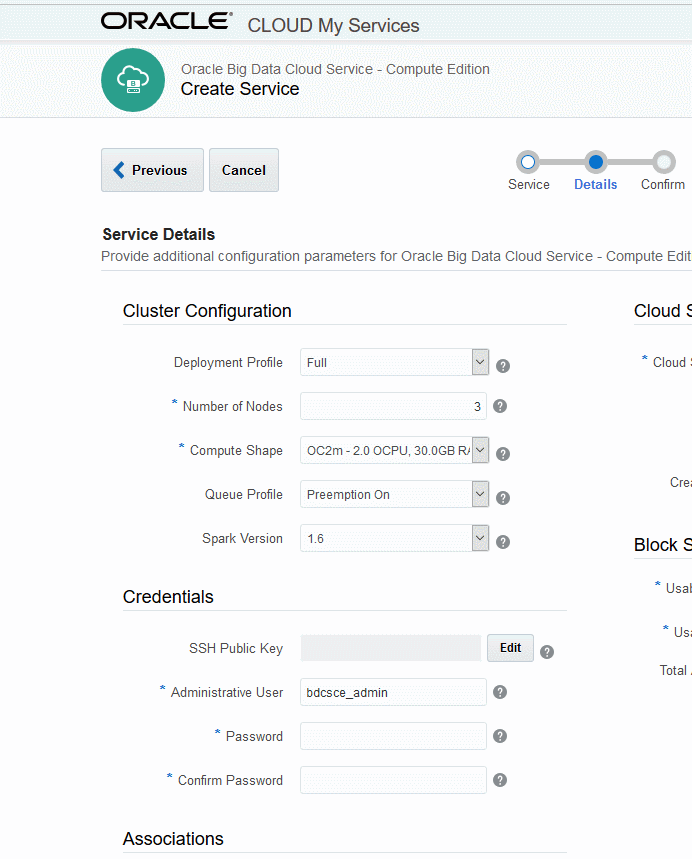 ORACLE® CLOUD My Services
Oracle Big Data Cloud Service - Compute Edition
Create Service
Previous
Cancel
Service
Details
Confirm
Service Details
Provide additional configuration parameters for Oracle Big Data Cloud Service - Compute Edit
Cluster Configuration
Cloud S
Deployment Profile Full ?
* Cloud S
* Number of Nodes 3 ?
* Compute Shape OC2m - 2.0 OCPU, 30.0GB RA ?
Queue Profile Preemption On ?
Crea
Spark Version 1.6 ?
Block S
* Usab
Credentials
* Usa
SSH Public Key Edit ?
Total A
* Administrative User bdcsce_admin ?
* Password ?
* Confirm Password ?
Associations